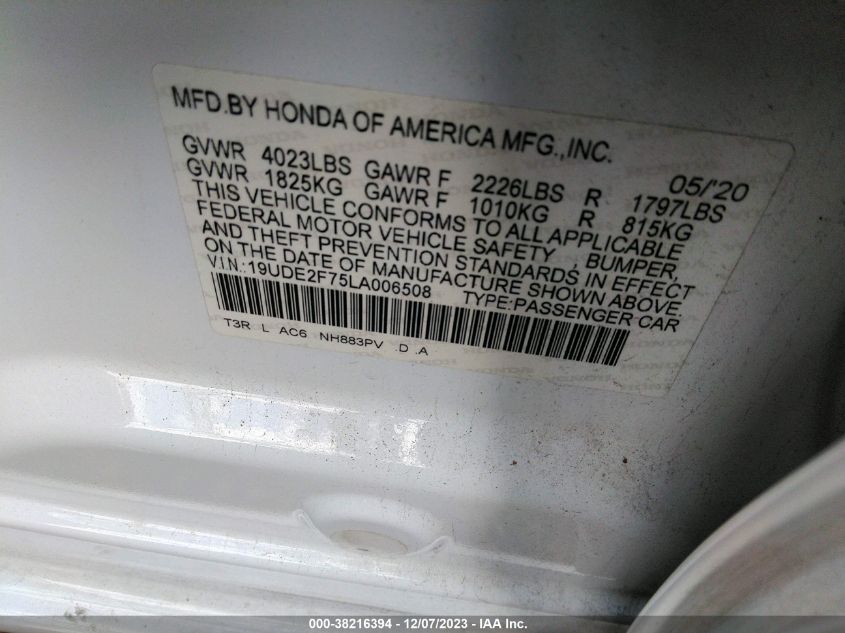 MFD.BY HONDA OF AMERICA MFG.,INC.
05/'20
GVWR 4023LBS GAWR F 2226LBS R 1797LBS
GVWR 1825KG GAWR F 1010KG R 815KG
THIS VEHICLE CONFORMS TO ALL APPLICABLE
FEDERAL MOTOR VEHICLE SAFETY , BUMPER,
AND THEFT PREVENTION STANDARDS IN EFFECT
ON THE DATE OF MANUFACTURE SHOWN ABOVE.
V.I.N.: 19UDE2F75LA006508 TYPE:PASSENGER CAR
T3R L AC6 NH883PV .D .A
000-38216394 - 12/07/2023 - IAA Inc.